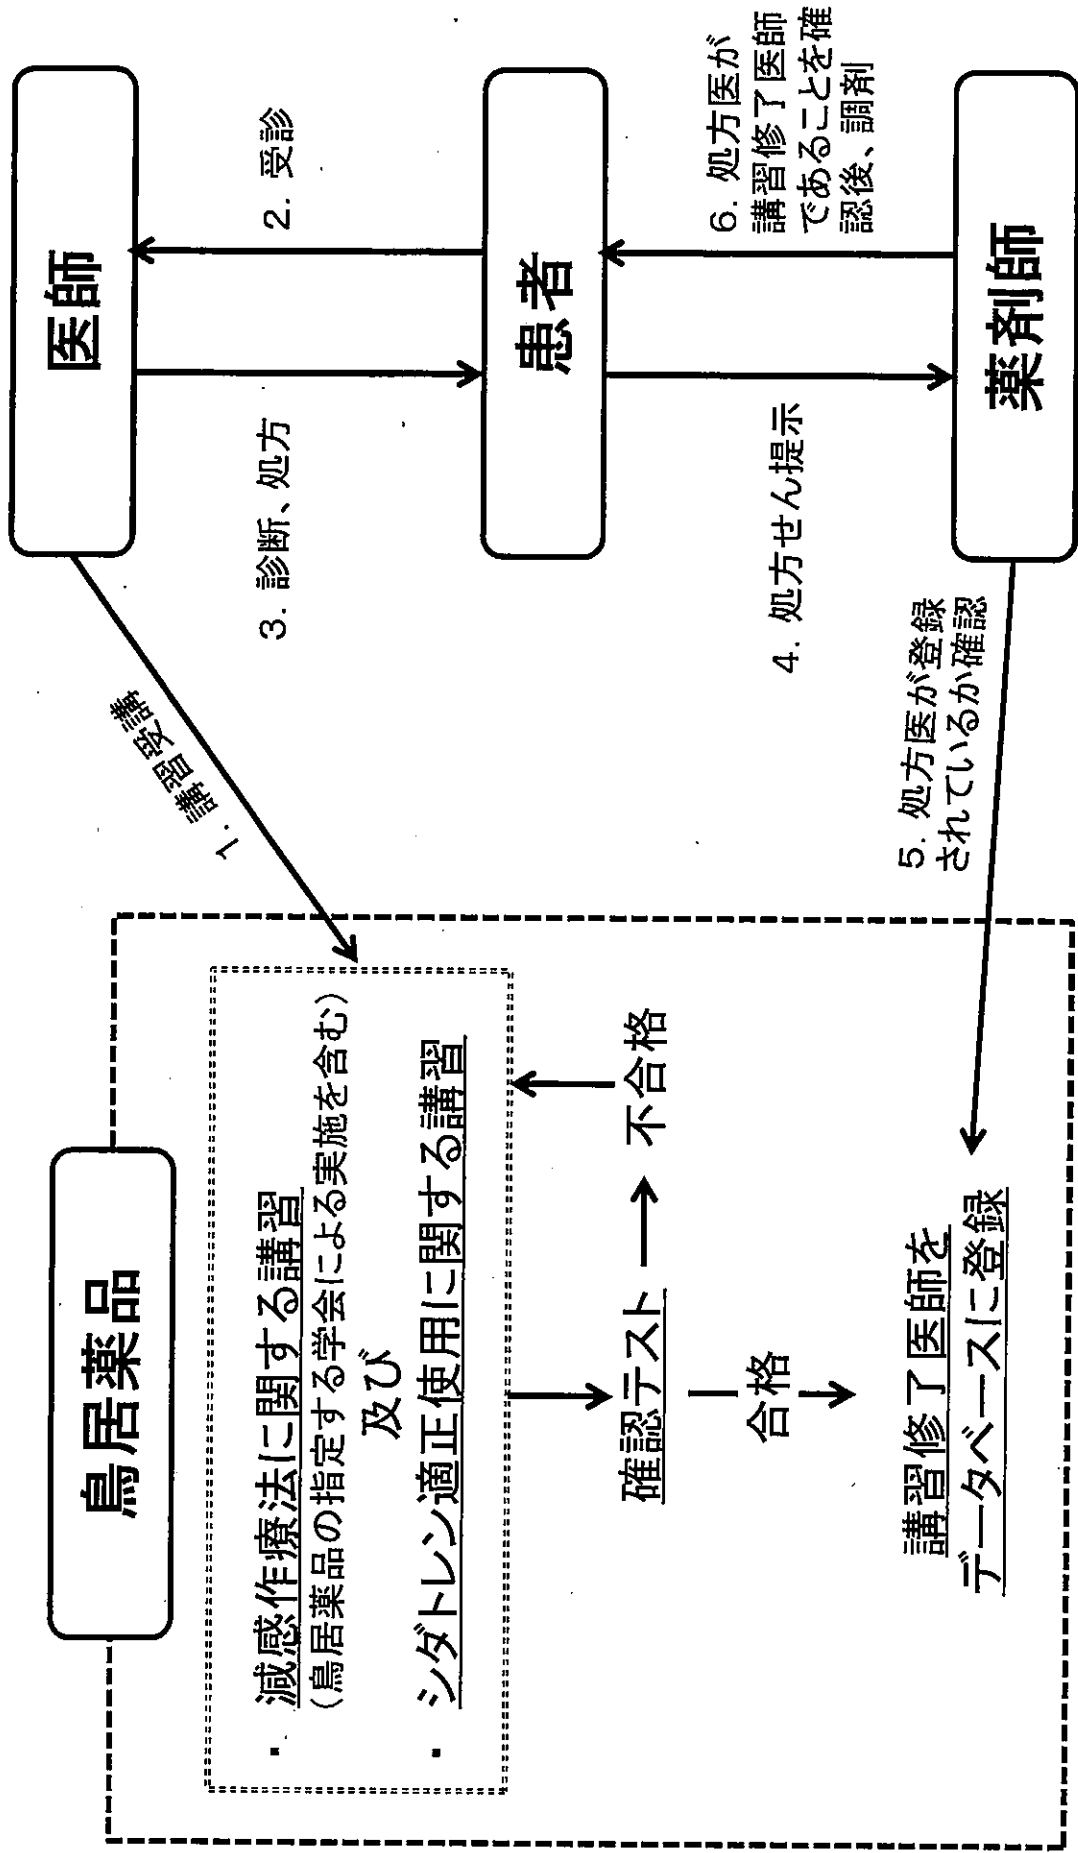 鳥居薬品
・ 減感作療法に関する講習
（鳥居薬品の指定する学会による実施を含む）
及び
・ シダトレン適正使用に関する講習
確認テスト
不合格
合格
講習修了医師を
データベースに登録
1. 講習受講
医師
3. 診断、処方
2. 受診
患者
4. 処方せん提示
6. 処方医が
講習修了医師
であることを確
認後、調剤
薬剤師
5. 処方医が登録
されているか確認